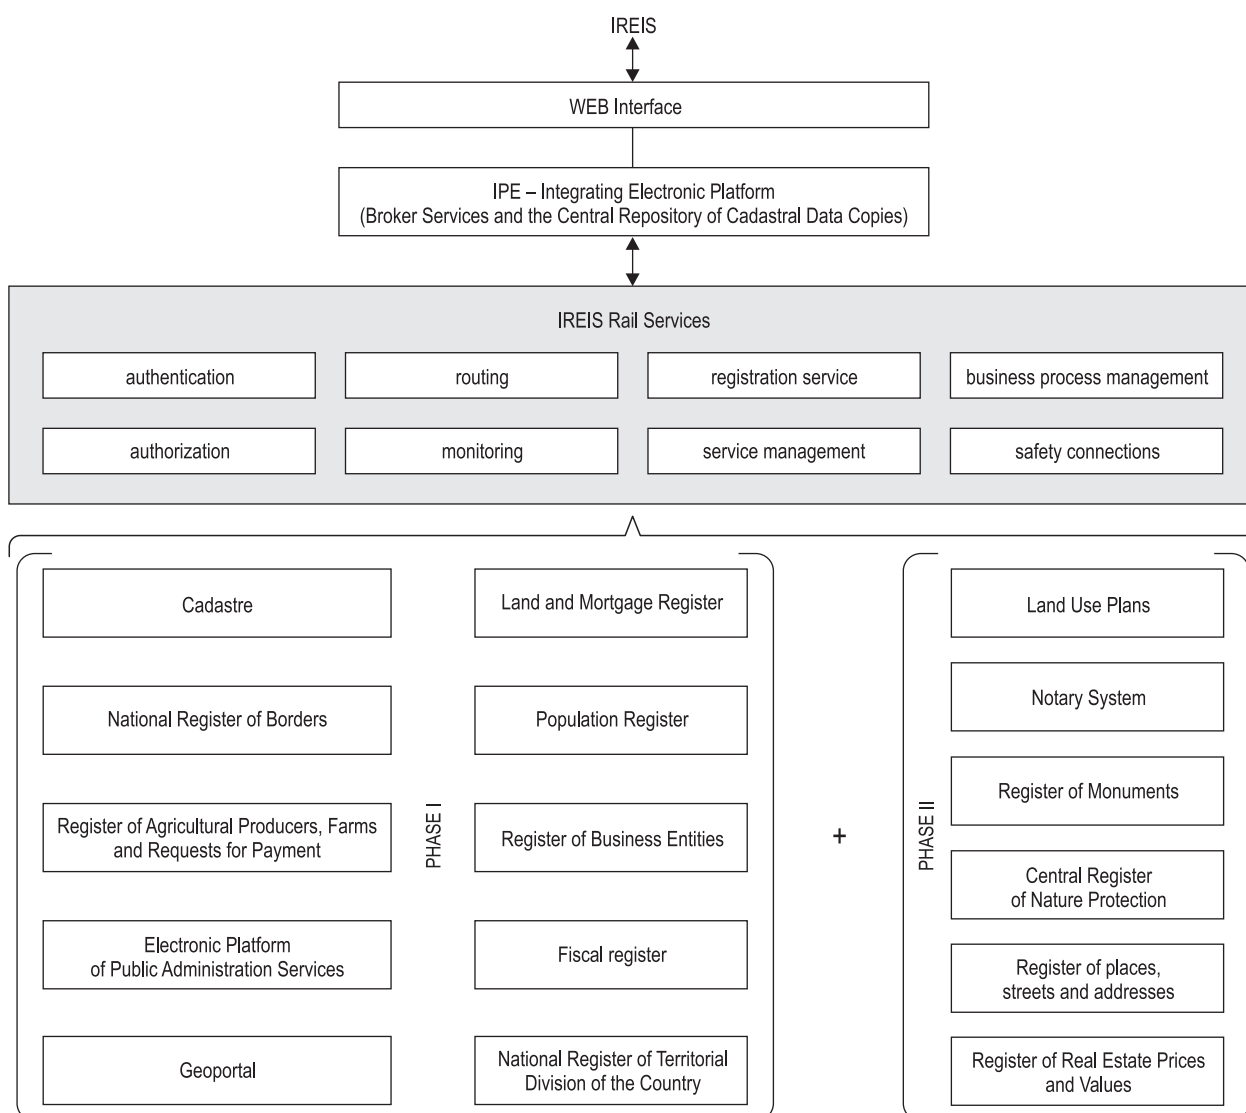 IREIS
WEB Interface
IPE – Integrating Electronic Platform
(Broker Services and the Central Repository of Cadastral Data Copies)
IREIS Rail Services
authentication
routing
registration service
business process management
authorization
monitoring
service management
safety connections
PHASE I
Cadastre
Land and Mortgage Register
National Register of Borders
Population Register
Register of Agricultural Producers, Farms
and Requests for Payment
Register of Business Entities
Electronic Platform
of Public Administration Services
Fiscal register
Geoportal
National Register of Territorial
Division of the Country
+
PHASE II
Land Use Plans
Notary System
Register of Monuments
Central Register
of Nature Protection
Register of places,
streets and addresses
Register of Real Estate Prices
and Values